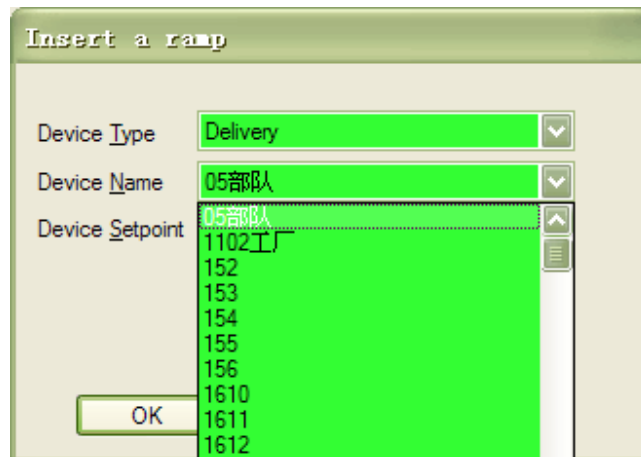 Insert a ramp
Device Type
Delivery
Device Name
05部队
Device Setpoint
05部队
1102工厂
152
153
154
155
156
1610
1611
1612
OK